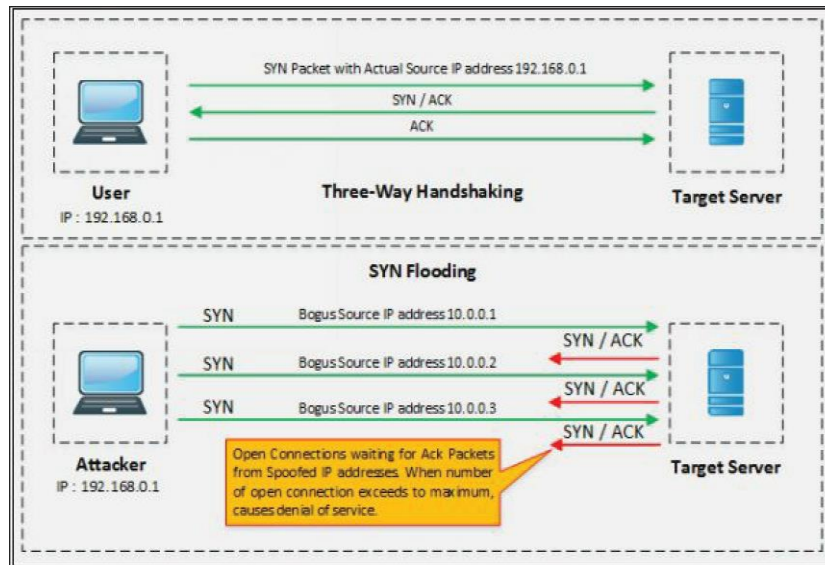 SYN Packet with Actual Source IP address 192.168.0.1
SYN / ACK
ACK
User
IP : 192.168.0.1
Three-Way Handshaking
Target Server
SYN Flooding
SYN Bogus Source IP address 10.0.0.1
SYN / ACK
SYN Bogus Source IP address 10.0.0.2
SYN / ACK
SYN Bogus Source IP address 10.0.0.3
SYN / ACK
Attacker
IP : 192.168.0.1
Open Connections waiting for Ack Packets
from Spoofed IP addresses. When number
of open connection exceeds to maximum,
causes denial of service.
Target Server